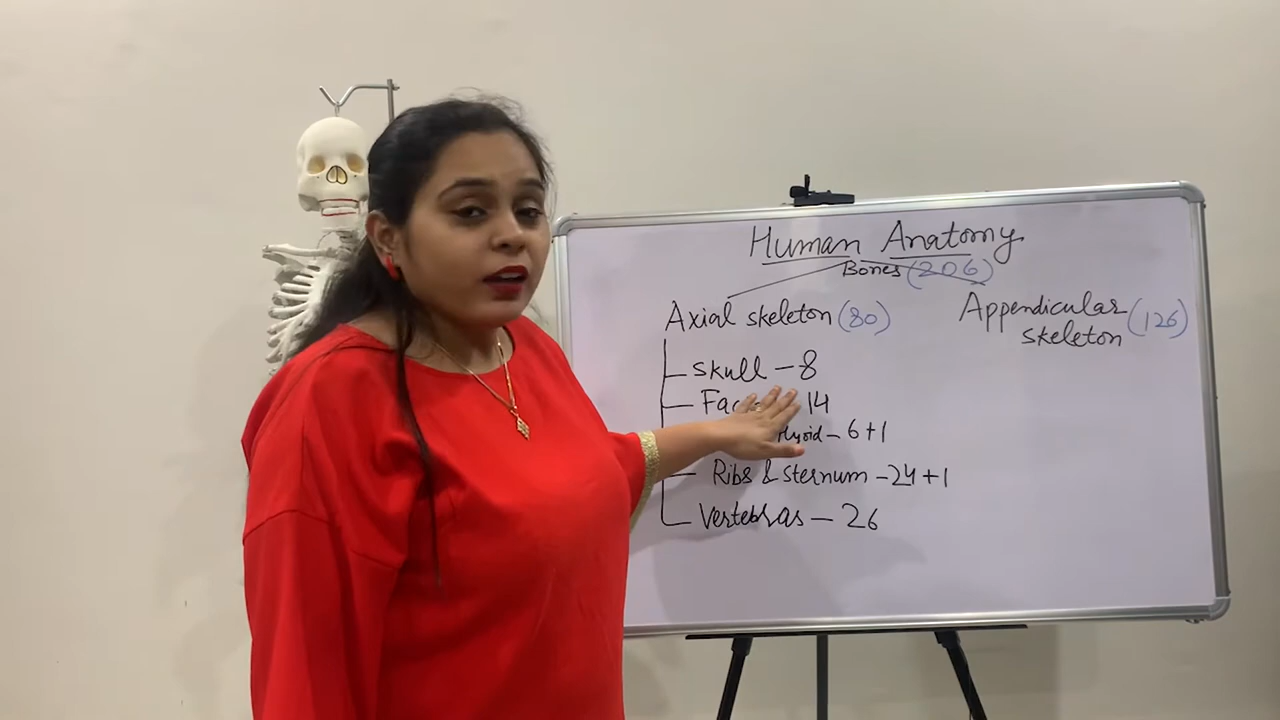 Human Anatomy
Bones (206)
Axial skeleton (80)
Appendicular skeleton (126)
Skull - 8
14
Hyoid - 6+1
Ribs & sternum - 24+1
Vertebras - 26